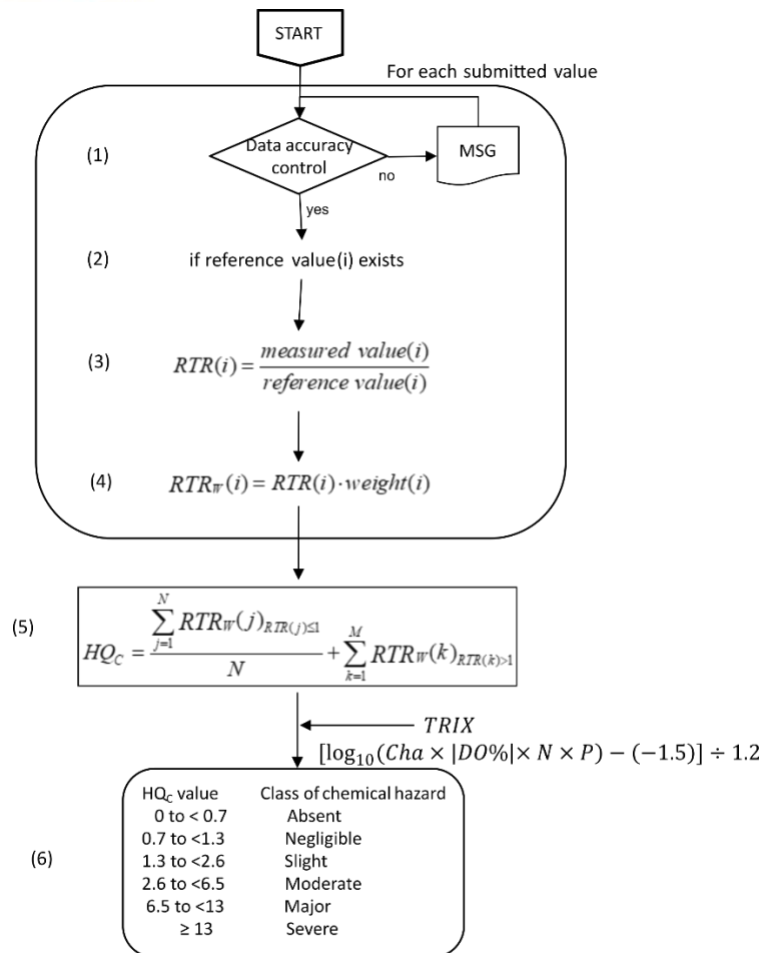 START
For each submitted value
(1)
Data accuracy
control
MSG
no
yes
(2)
if reference value(i) exists
(3)
RTR(i) = measured value(i) / reference value(i)
(4)
RTR_W(i) = RTR(i)·weight(i)
(5)
HQ_C = \frac{\sum_{j=1}^{N} RTR_W(j)_{RTR(j)≤1}}{N} + \sum_{k=1}^{M} RTR_W(k)_{RTR(k)>1}
TRIX
[log₁₀(Cha × |DO%| × N × P) − (−1.5)] ÷ 1.2
(6)
HQ_C value Class of chemical hazard
0 to < 0.7 Absent
0.7 to <1.3 Negligible
1.3 to <2.6 Slight
2.6 to <6.5 Moderate
6.5 to <13 Major
≥ 13 Severe